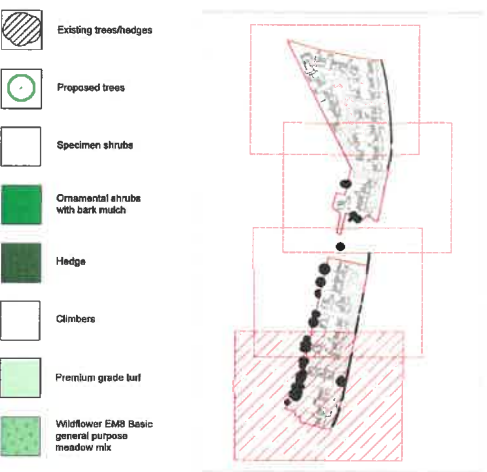 Existing trees/hedges
Proposed trees
Specimen shrubs
Ornamental shrubs
with bark mulch
Hedge
Climbers
Premium grade turf
Wildflower EM8 Basic
general purpose
meadow mix